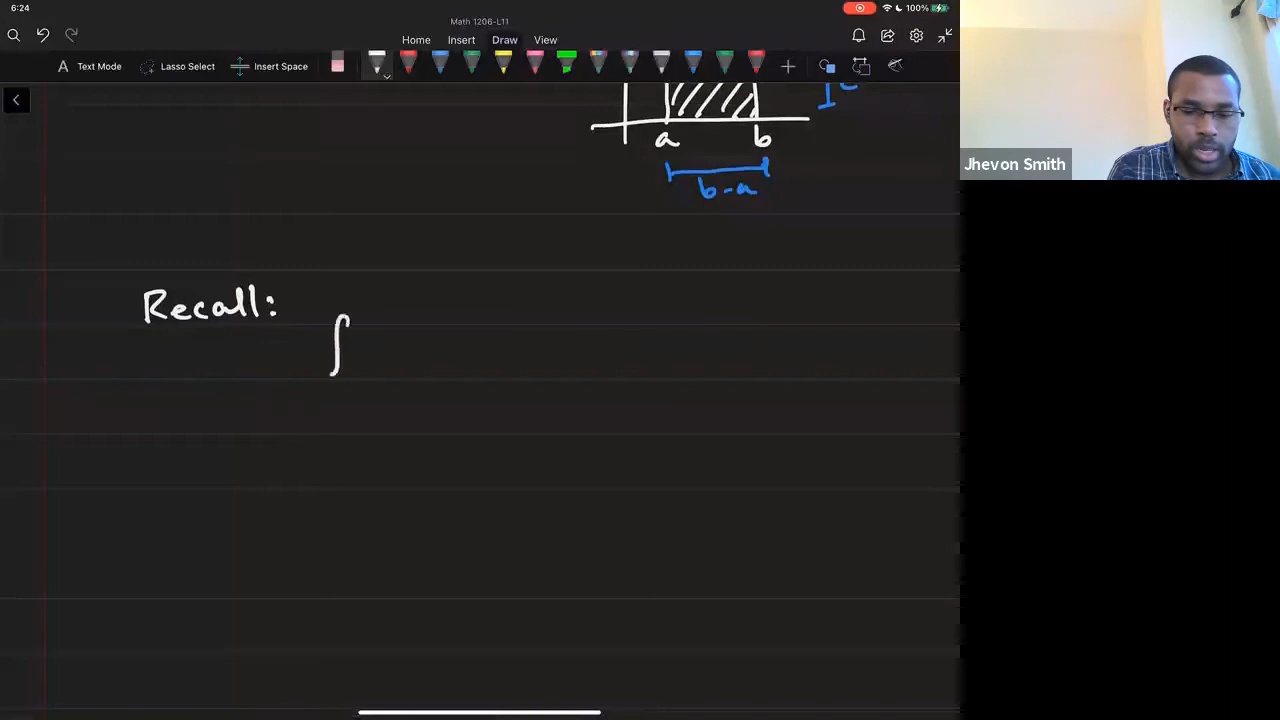 6:24
100%
Math 1206-L11
Home Insert Draw View
Text Mode Lasso Select Insert Space
a b
b-a
Recall:
∫
Jhevon Smith